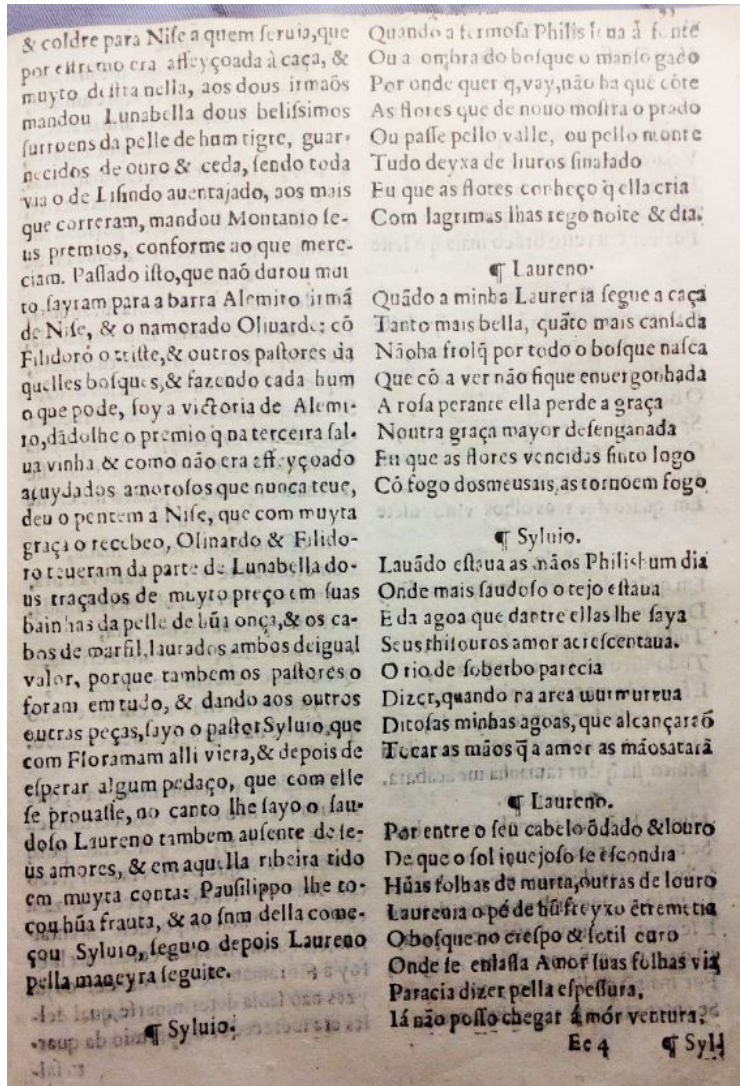 & coldre para Niſe a quem ſeruia, que
por eſtremo era affeyçoada à caça, &
muyto deſtra nella, aos dous irmaõs
mandou Lunabella dous beliſsimos
ſurroens da pelle de hum tigre, guar-
necidos de ouro & ceda, ſendo toda
via o de Liſindo auentajado, aos mais
que correram, mandou Montanio ſe-
us premios, conforme ao que mere-
ciam. Paſſado iſto, que naõ durou mui
to, ſayram para a barra Alemiro irmã
de Niſe, & o namorado Oliuardo: cõ
Filidoro o triſte, & outros paſtores da
quelles boſques, & fazendo cada hum
o que pode, foy a victoria de Alemi-
ro, dãdolhe o premio q̃ na terceira ſal-
ua vinha, & como não era affeyçoado
a cuydados amoroſos que nunca teue,
deu o pentem a Niſe, que com muyta
graça o recebeo, Olinardo & Filido-
ro teueram da parte de Lunabella do-
us traçados de muyto preço em ſuas
bainhas da pelle de hũa onça, & os ca-
bos de marfil, laurados ambos de igual
valor, porque tambem os paſtores o
foram em tudo, & dando aos outros
outras peças, ſayo o paſtor Syluio, que
com Floramam alli viera, & depois de
eſperar algum pedaço, que com elle
ſe prouaſſe, no canto lhe ſayo o ſau-
doſo Laureno tambem auſente de ſe-
us amores, & em aquella ribeira tido
em muyta conta: Pauſilippo lhe to-
cou hũa frauta, & ao ſom della come-
çou Syluio, ſeguio depois Laureno
pella maneyra ſeguĩte.
¶ Syluio.
Quando a fermoſa Philis leua â fonte
Ou a ombra do boſque o manſo gado
Por onde quer q̃, vay, não ha que cõte
As flores que de nouo moſtra o prado
Ou paſſe pello valle, ou pello monte
Tudo deyxa de liuros ſinalado
Eu que as flores conheço q̃ ella cria
Com lagrimas lhas rego noite & dia.
¶ Laureno.
Quãdo a minha Laurenia ſegue a caça
Tanto mais bella, quãto mais canſada
Nãoha frolq̃ por todo o boſque naſca
Que cõ a ver não fique enuergonhada
A roſa perante ella perde a graça
Noutra graça mayor deſenganada
Eu que as flores vencidas ſinto logo
Cõ fogo dosmeusais, as tornoem fogo.
¶ Syluio.
Lauãdo eſtaua as mãos Philis hum dia
Onde mais ſaudoſo o tejo eſtaua
E da agoa que dantre ellas lhe ſaya
Seus thiſouros amor acreſcentaua.
O rio de ſoberbo parecia
Dizer, quando na area murmuraua
Ditoſas minhas agoas, que alcançaraõ
Tocar as mãos q̃ a amor as mãos atarã
¶ Laureno.
Por entre o ſeu cabelo õdado & louro
De que o ſol inuejoſo ſe eſcondia
Hũas folhas de murta, outras de louro
Laurenia o pé de hũ freyxo ẽtremetia
O boſque no creſpo & ſotil ouro
Onde ſe enlaſſa Amor ſuas folhas via
Paracia dizer pella eſpeſſura,
Iá não poſſo chegar á mór ventura.
Ee 4 ¶ Syl